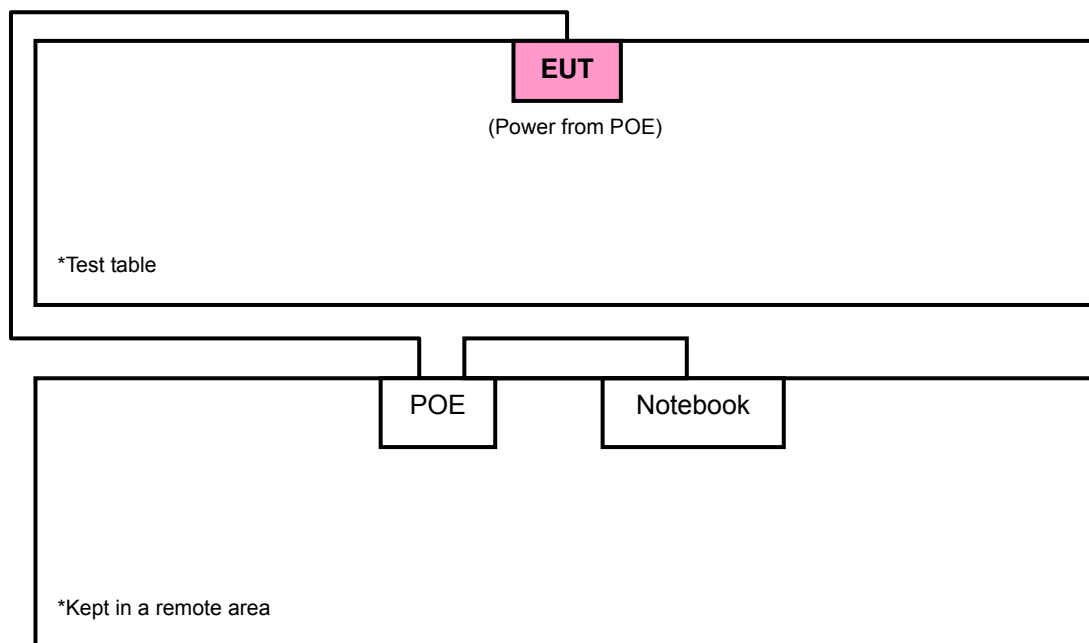 EUT
(Power from POE)
*Test table
POE
Notebook
*Kept in a remote area